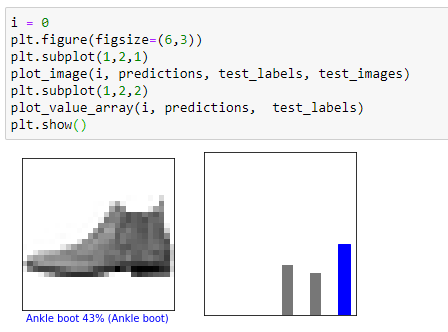 i = 0
plt.figure(figsize=(6,3))
plt.subplot(1,2,1)
plot_image(i, predictions, test_labels, test_images)
plt.subplot(1,2,2)
plot_value_array(i, predictions,  test_labels)
plt.show()
Ankle boot 43% (Ankle boot)